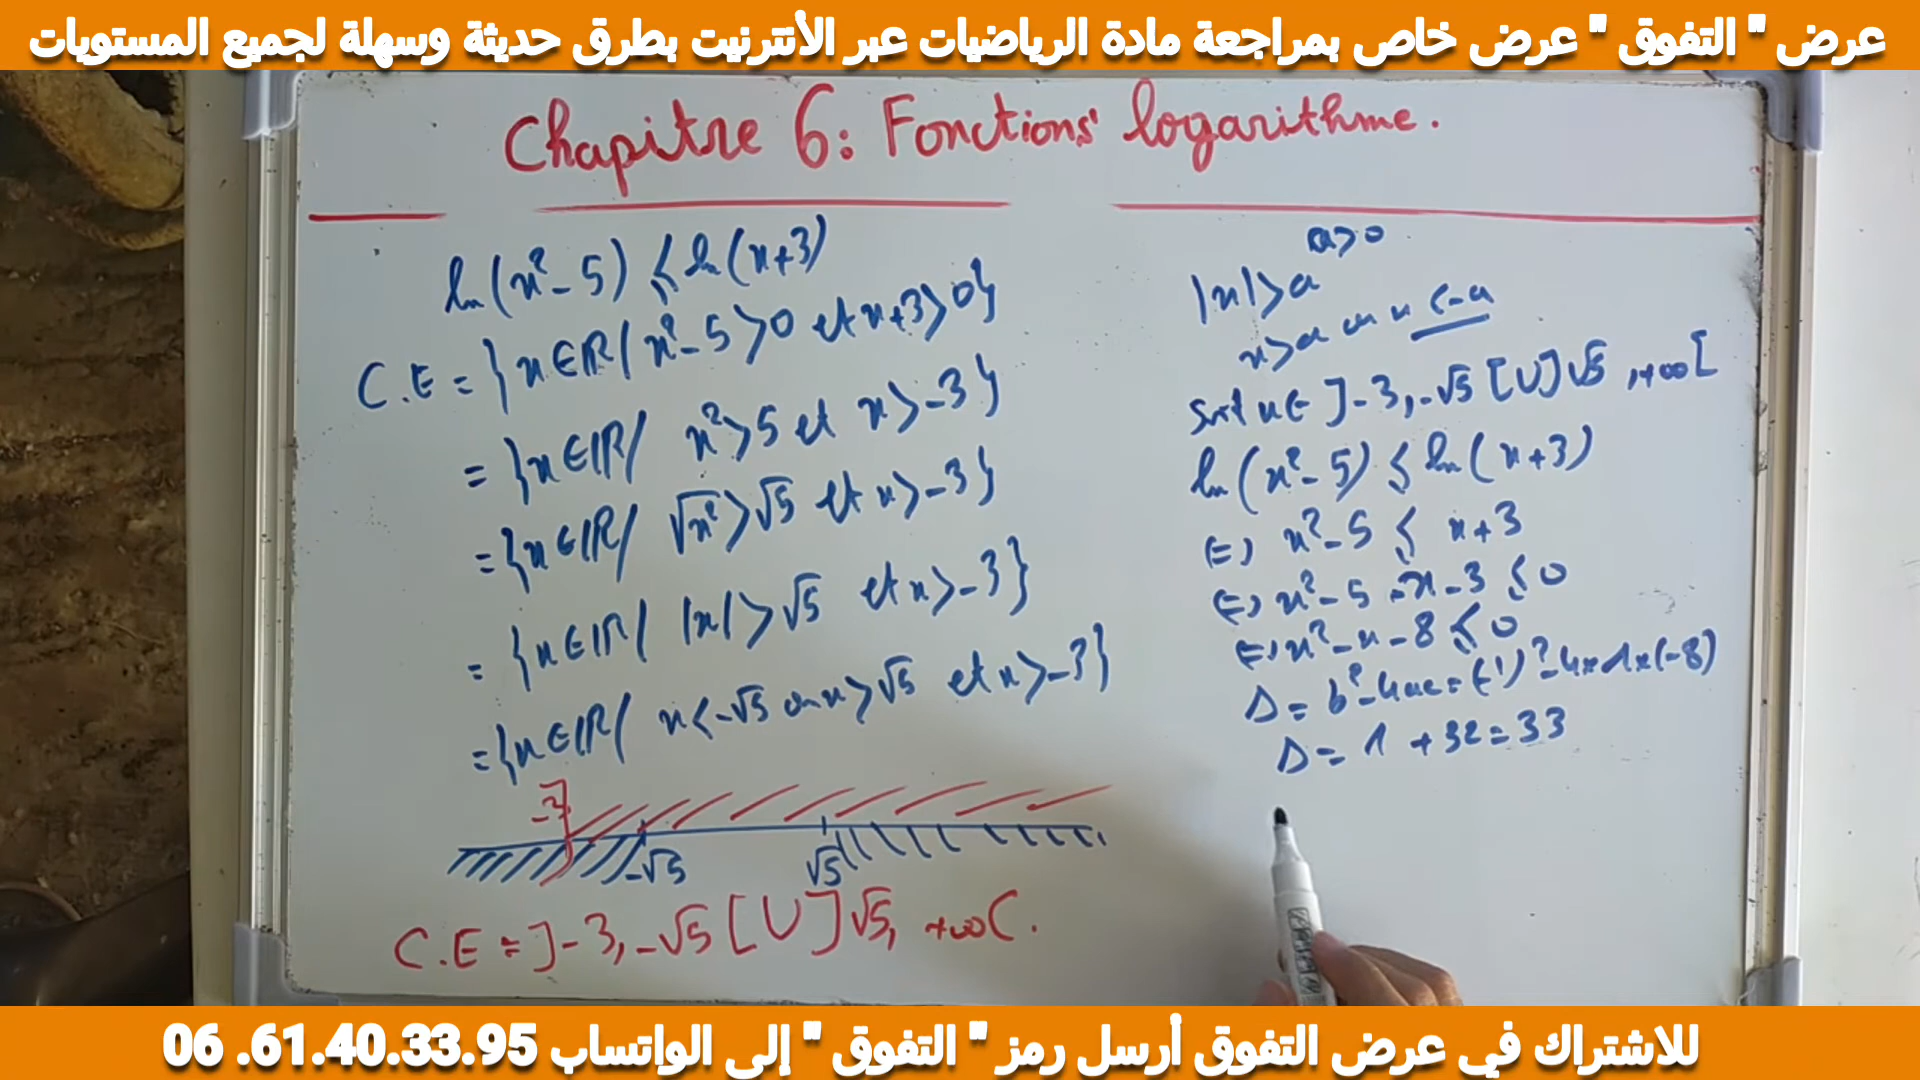 عرض " التفوق " عرض خاص بمراجعة مادة الرياضيات عبر الأنترنيت بطرق حديثة وسهلة لجميع المستويات
Chapitre 6: Fonctions logarithme.
ln(x²-5) ≤ ln(x+3)
C.E = {x∈IR/ x²-5>0 et x+3>0}
= {x∈IR/ x²>5 et x>-3}
= {x∈IR/ √x²>√5 et x>-3}
= {x∈IR/ |x|>√5 et x>-3}
= {x∈IR/ x<-√5 ou x>√5 et x>-3}
-3
-√5 √5
C.E = ]-3,-√5[U]√5,+∞[.
a>0
|x|>a
x>a ou x<-a
Soit x∈]-3,-√5[U]√5,+∞[
ln(x²-5) ≤ ln(x+3)
⇔ x²-5 ≤ x+3
⇔ x²-5-x-3 ≤ 0
⇔ x²-x-8 ≤ 0
Δ = b²-4ac = (-1)²-4×1×(-8)
Δ = 1+32 = 33
للاشتراك في عرض التفوق أرسل رمز " التفوق " إلى الواتساب 06 .61.40.33.95